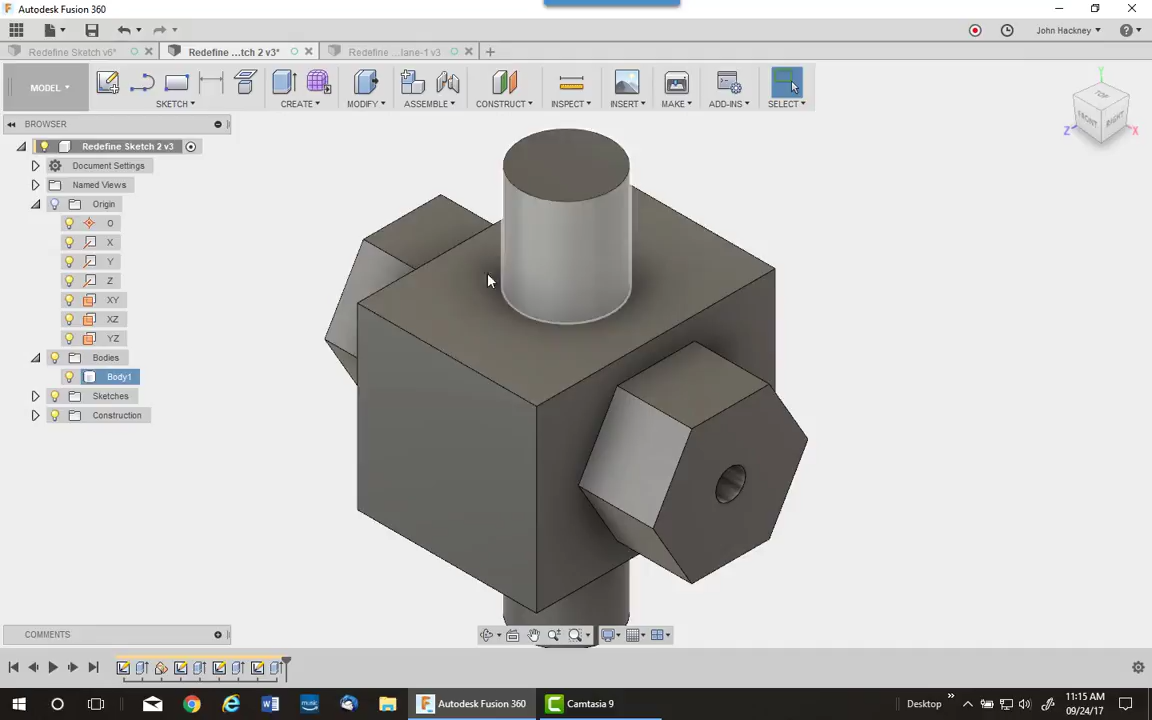 Autodesk Fusion 360
John Hackney
Redefine Sketch v6*
Redefine ...tch 2 v3*
Redefine ...lane-1 v3
MODEL
SKETCH
CREATE
MODIFY
ASSEMBLE
CONSTRUCT
INSPECT
INSERT
MAKE
ADD-INS
SELECT
BROWSER
Redefine Sketch 2 v3
Document Settings
Named Views
Origin
O
X
Y
Z
XY
XZ
YZ
Bodies
Body1
Sketches
Construction
Y
TOP
FRONT
RIGHT
Z
X
COMMENTS
Autodesk Fusion 360
Camtasia 9
Desktop
11:15 AM
09/24/17